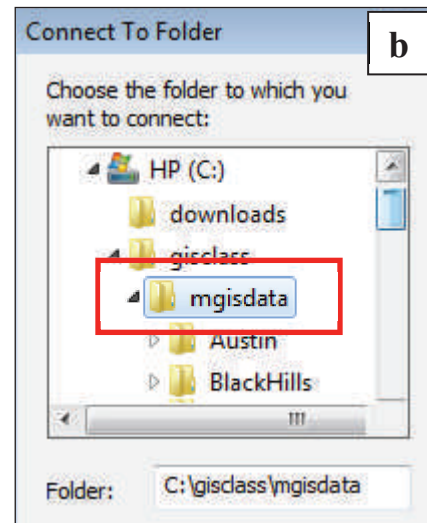 Connect To Folder
b
Choose the folder to which you
want to connect:
HP (C:)
downloads
gisclass
mgisdata
Austin
BlackHills
Folder: C:\gisclass\mgisdata